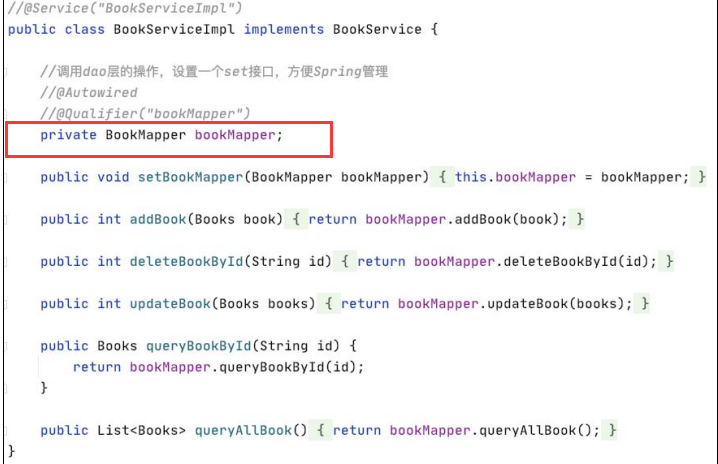 //@Service("BookServiceImpl")
public class BookServiceImpl implements BookService {
//调用dao层的操作，设置一个set接口，方便Spring管理
//@Autowired
//@Qualifier("bookMapper")
private BookMapper bookMapper;
public void setBookMapper(BookMapper bookMapper) { this.bookMapper = bookMapper; }
public int addBook(Books book) { return bookMapper.addBook(book); }
public int deleteBookById(String id) { return bookMapper.deleteBookById(id); }
public int updateBook(Books books) { return bookMapper.updateBook(books); }
public Books queryBookById(String id) {
return bookMapper.queryBookById(id);
}
public List<Books> queryAllBook() { return bookMapper.queryAllBook(); }
}